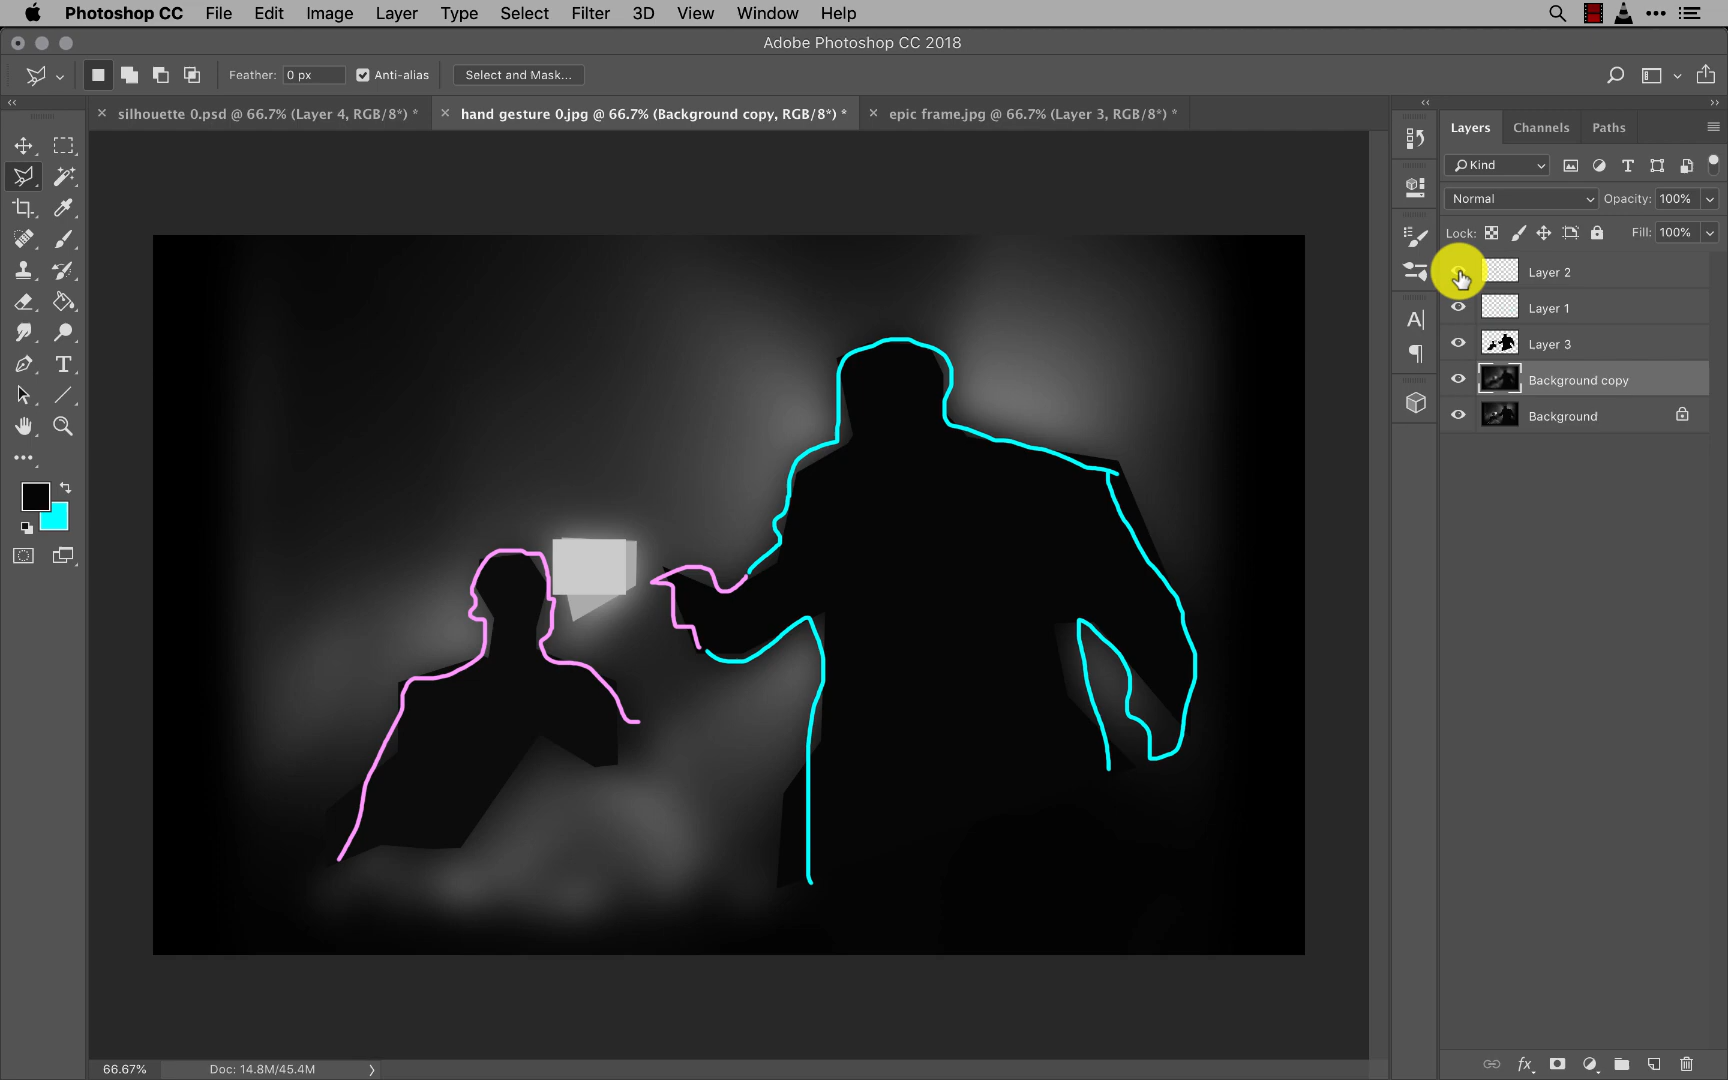 Photoshop CC File Edit Image Layer Type Select Filter 3D View Window Help
Adobe Photoshop CC 2018
Feather: 0 px Anti-alias Select and Mask...
silhouette 0.psd @ 66.7% (Layer 4, RGB/8*) * hand gesture 0.jpg @ 66.7% (Background copy, RGB/8*) * epic frame.jpg @ 66.7% (Layer 3, RGB/8*) *
Layers Channels Paths
Kind
Normal Opacity: 100%
Lock: Fill: 100%
Layer 2
Layer 1
Layer 3
Background copy
Background
66.67% Doc: 14.8M/45.4M